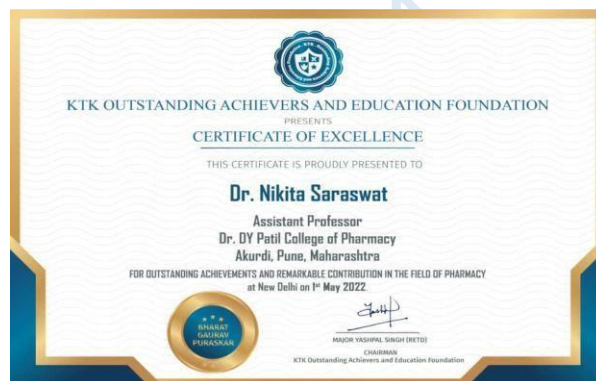 KTK OUTSTANDING ACHIEVERS AND EDUCATION FOUNDATION
PRESENTS
CERTIFICATE OF EXCELLENCE
THIS CERTIFICATE IS PROUDLY PRESENTED TO
Dr. Nikita Saraswat
Assistant Professor
Dr. DY Patil College of Pharmacy
Akurdi, Pune, Maharashtra
FOR OUTSTANDING ACHIEVEMENTS AND REMARKABLE CONTRIBUTION IN THE FIELD OF PHARMACY
at New Delhi on 1st May 2022
BHARAT
GAURAV
PURASKAR
MAJOR YASHPAL SINGH (RETD)
CHAIRMAN
KTK Outstanding Achievers and Education Foundation